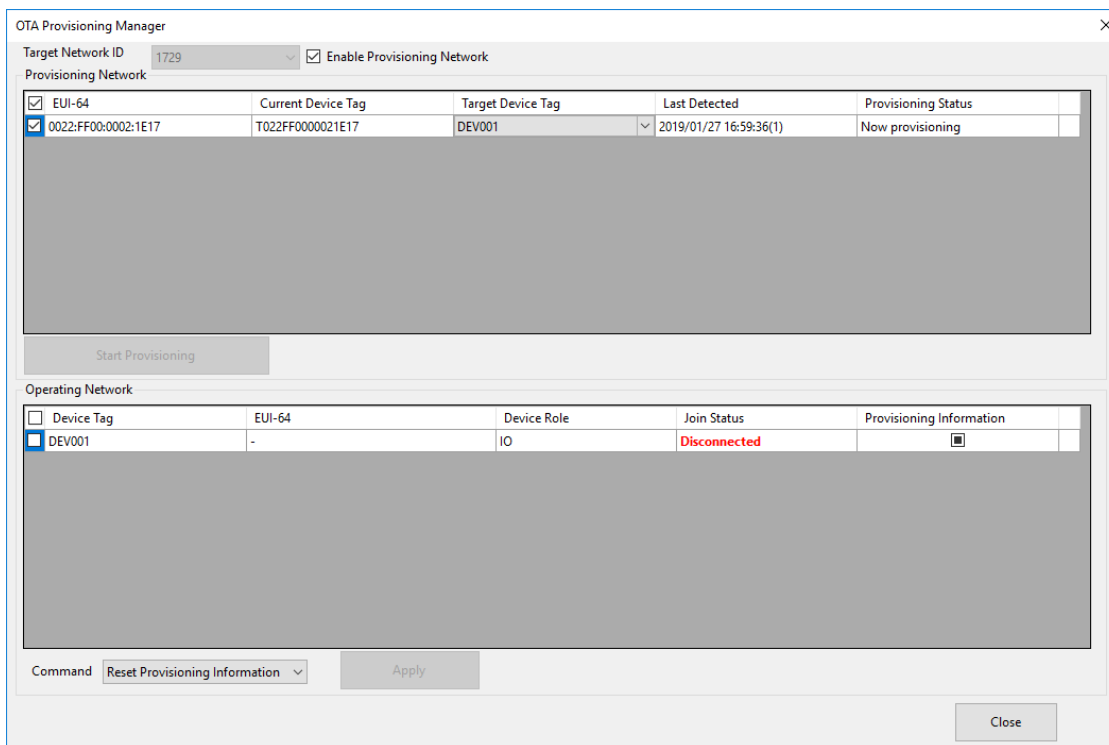 OTA Provisioning Manager
Target Network ID 1729 Enable Provisioning Network
Provisioning Network
EUI-64 Current Device Tag Target Device Tag Last Detected Provisioning Status
0022:FF00:0002:1E17 T022FF0000021E17 DEV001 2019/01/27 16:59:36(1) Now provisioning
Start Provisioning
Operating Network
Device Tag EUI-64 Device Role Join Status Provisioning Information
DEV001 - IO Disconnected
Command Reset Provisioning Information Apply
Close